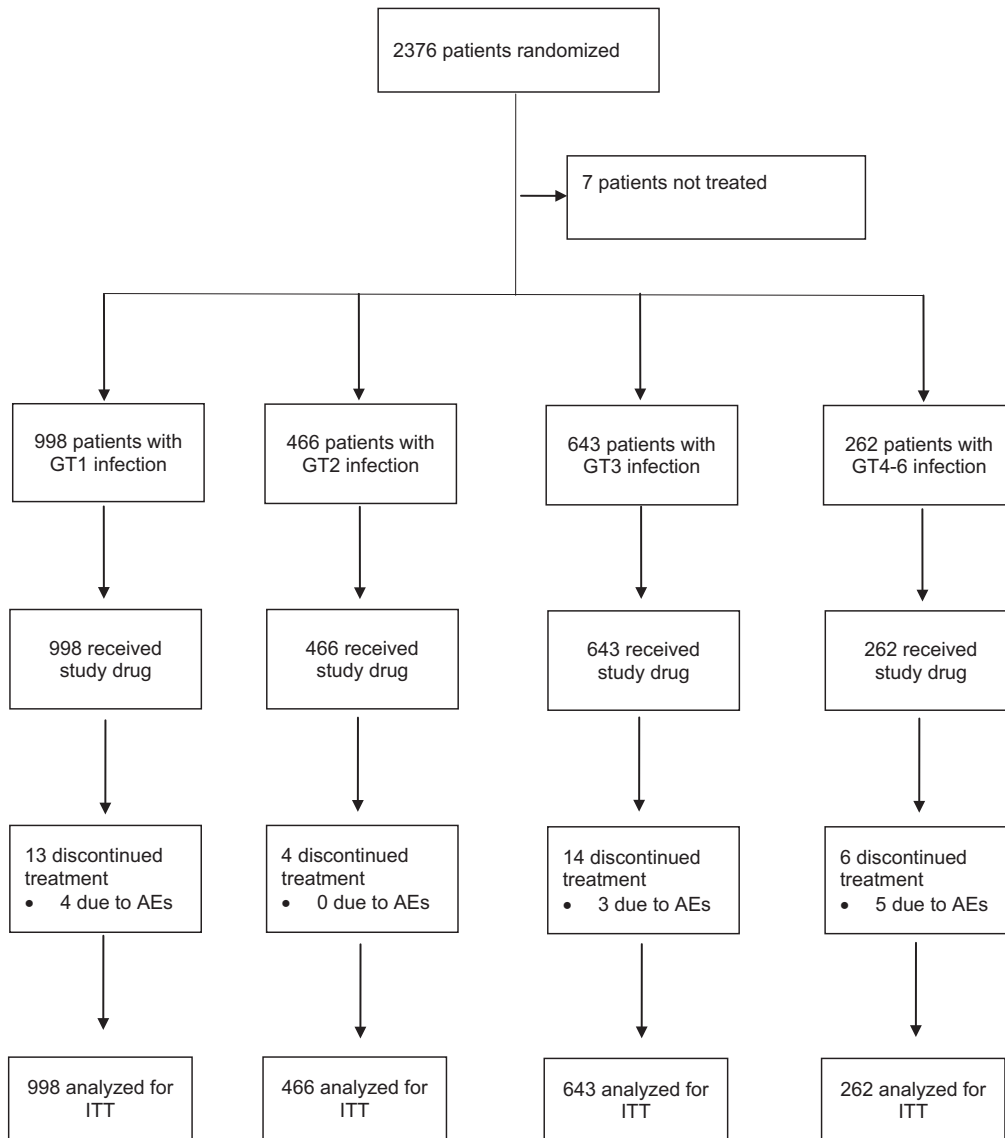 2376 patients randomized
7 patients not treated
998 patients with
GT1 infection
466 patients with
GT2 infection
643 patients with
GT3 infection
262 patients with
GT4-6 infection
998 received
study drug
466 received
study drug
643 received
study drug
262 received
study drug
13 discontinued
treatment
• 4 due to AEs
4 discontinued
treatment
• 0 due to AEs
14 discontinued
treatment
• 3 due to AEs
6 discontinued
treatment
• 5 due to AEs
998 analyzed for
ITT
466 analyzed for
ITT
643 analyzed for
ITT
262 analyzed for
ITT